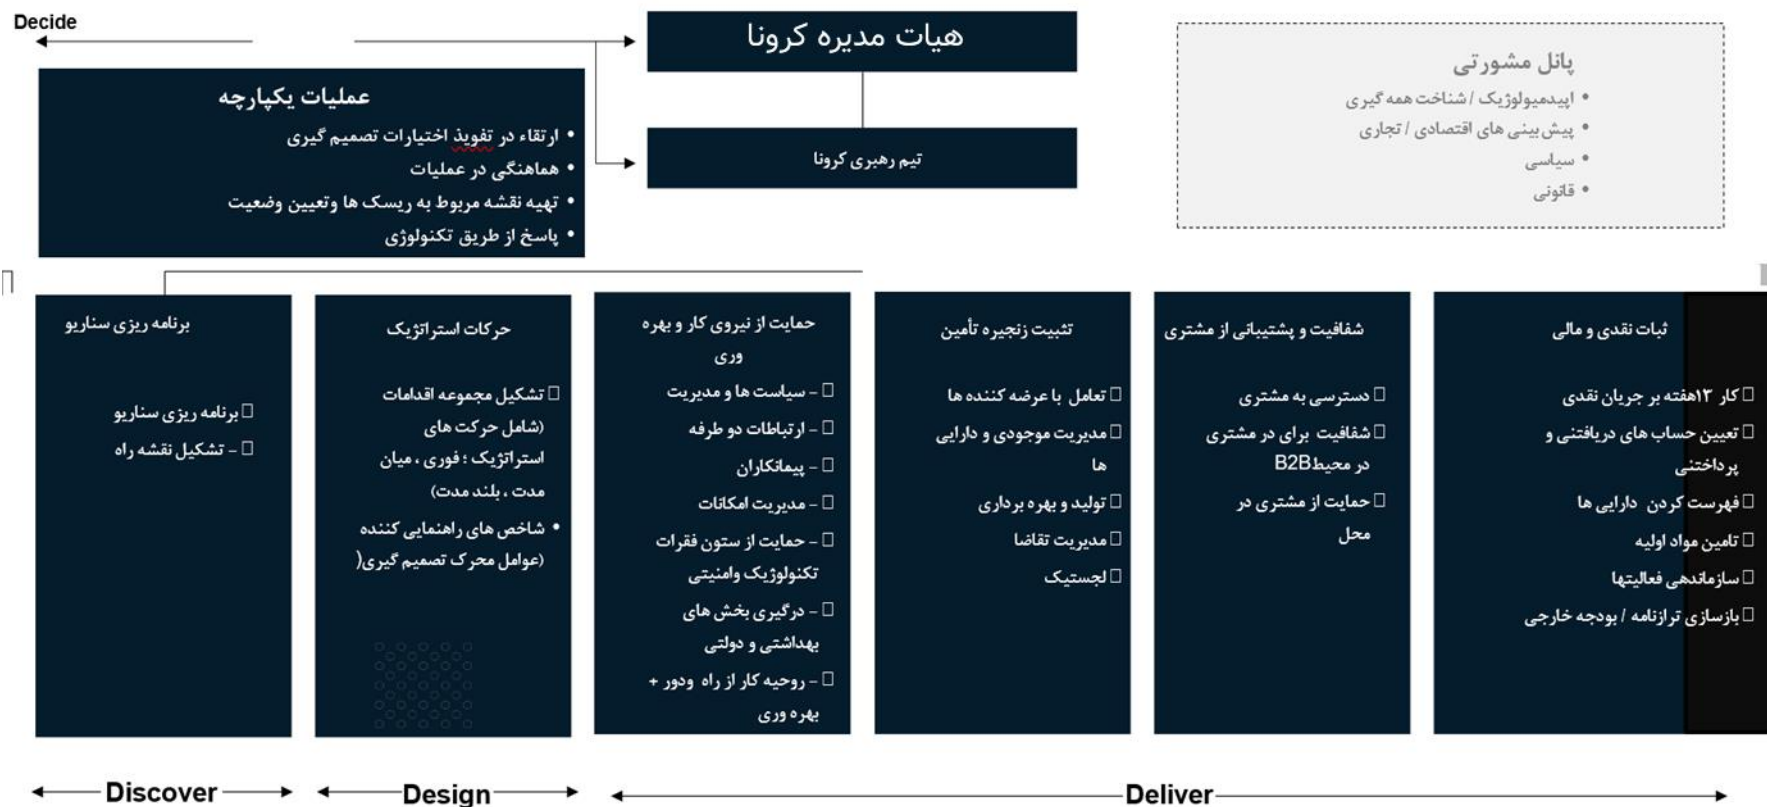 Decide
هیات مدیره کرونا
تیم رهبری کرونا
پانل مشورتی
• اپیدمیولوژیک / شناخت همه گیری
• پیش بینی های اقتصادی / تجاری
• سیاسی
• قانونی
عملیات یکپارچه
• ارتقاء در تفویذ اختیارات تصمیم گیری
• هماهنگی در عملیات
• تهیه نقشه مربوط به ریسک ها وتعیین وضعیت
• پاسخ از طریق تکنولوژی
برنامه ریزی سناریو
□ برنامه ریزی سناریو
□ – تشکیل نقشه راه
حرکات استراتژیک
□ تشکیل مجموعه اقدامات
(شامل حرکت های
استراتژیک ؛ فوری ، میان
مدت ، بلند مدت)
• شاخص های راهنمایی کننده
(عوامل محرک تصمیم گیری(
حمایت از نیروی کار و بهره
وری
□ – سیاست ها و مدیریت
□ – ارتباطات دو طرفه
□ – پیمانکاران
□ – مدیریت امکانات
□ – حمایت از ستون فقرات
تکنولوژیک وامنیتی
□ – درگیری بخش های
بهداشتی و دولتی
□ – روحیه کار از راه ودور +
بهره وری
تثبیت زنجیره تأمین
□ تعامل با عرضه کننده ها
□ مدیریت موجودی و دارایی
ها
□ تولید و بهره برداری
□ مدیریت تقاضا
□ لجستیک
شفافیت و پشتیبانی از مشتری
□ دسترسی به مشتری
□ شفافیت برای در مشتری
در محیطB2B
□ حمایت از مشتری در
محل
ثبات نقدی و مالی
□ کار ۱۳هفته بر جریان نقدی
□ تعیین حساب های دریافتنی و
پرداختنی
□ فهرست کردن دارایی ها
□ تامین مواد اولیه
□ سازماندهی فعالیتها
□ بازسازی ترازنامه / بودجه خارجی
Discover
Design
Deliver